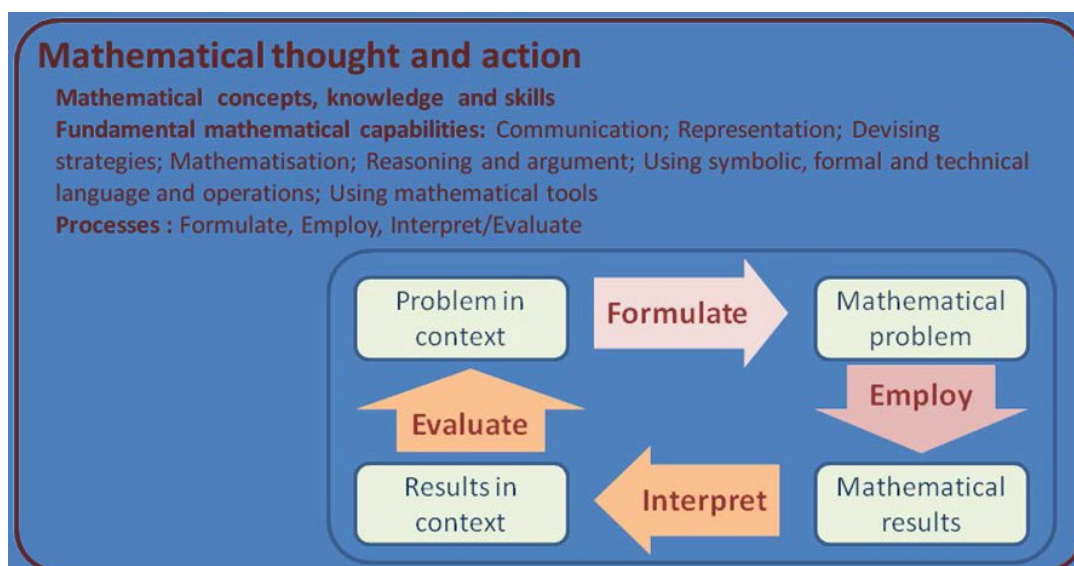 Mathematical thought and action
Mathematical concepts, knowledge and skills
Fundamental mathematical capabilities: Communication; Representation; Devising
strategies; Mathematisation; Reasoning and argument; Using symbolic, formal and technical
language and operations; Using mathematical tools
Processes : Formulate, Employ, Interpret/Evaluate
Problem in
context
Formulate
Mathematical
problem
Employ
Evaluate
Results in
context
Interpret
Mathematical
results